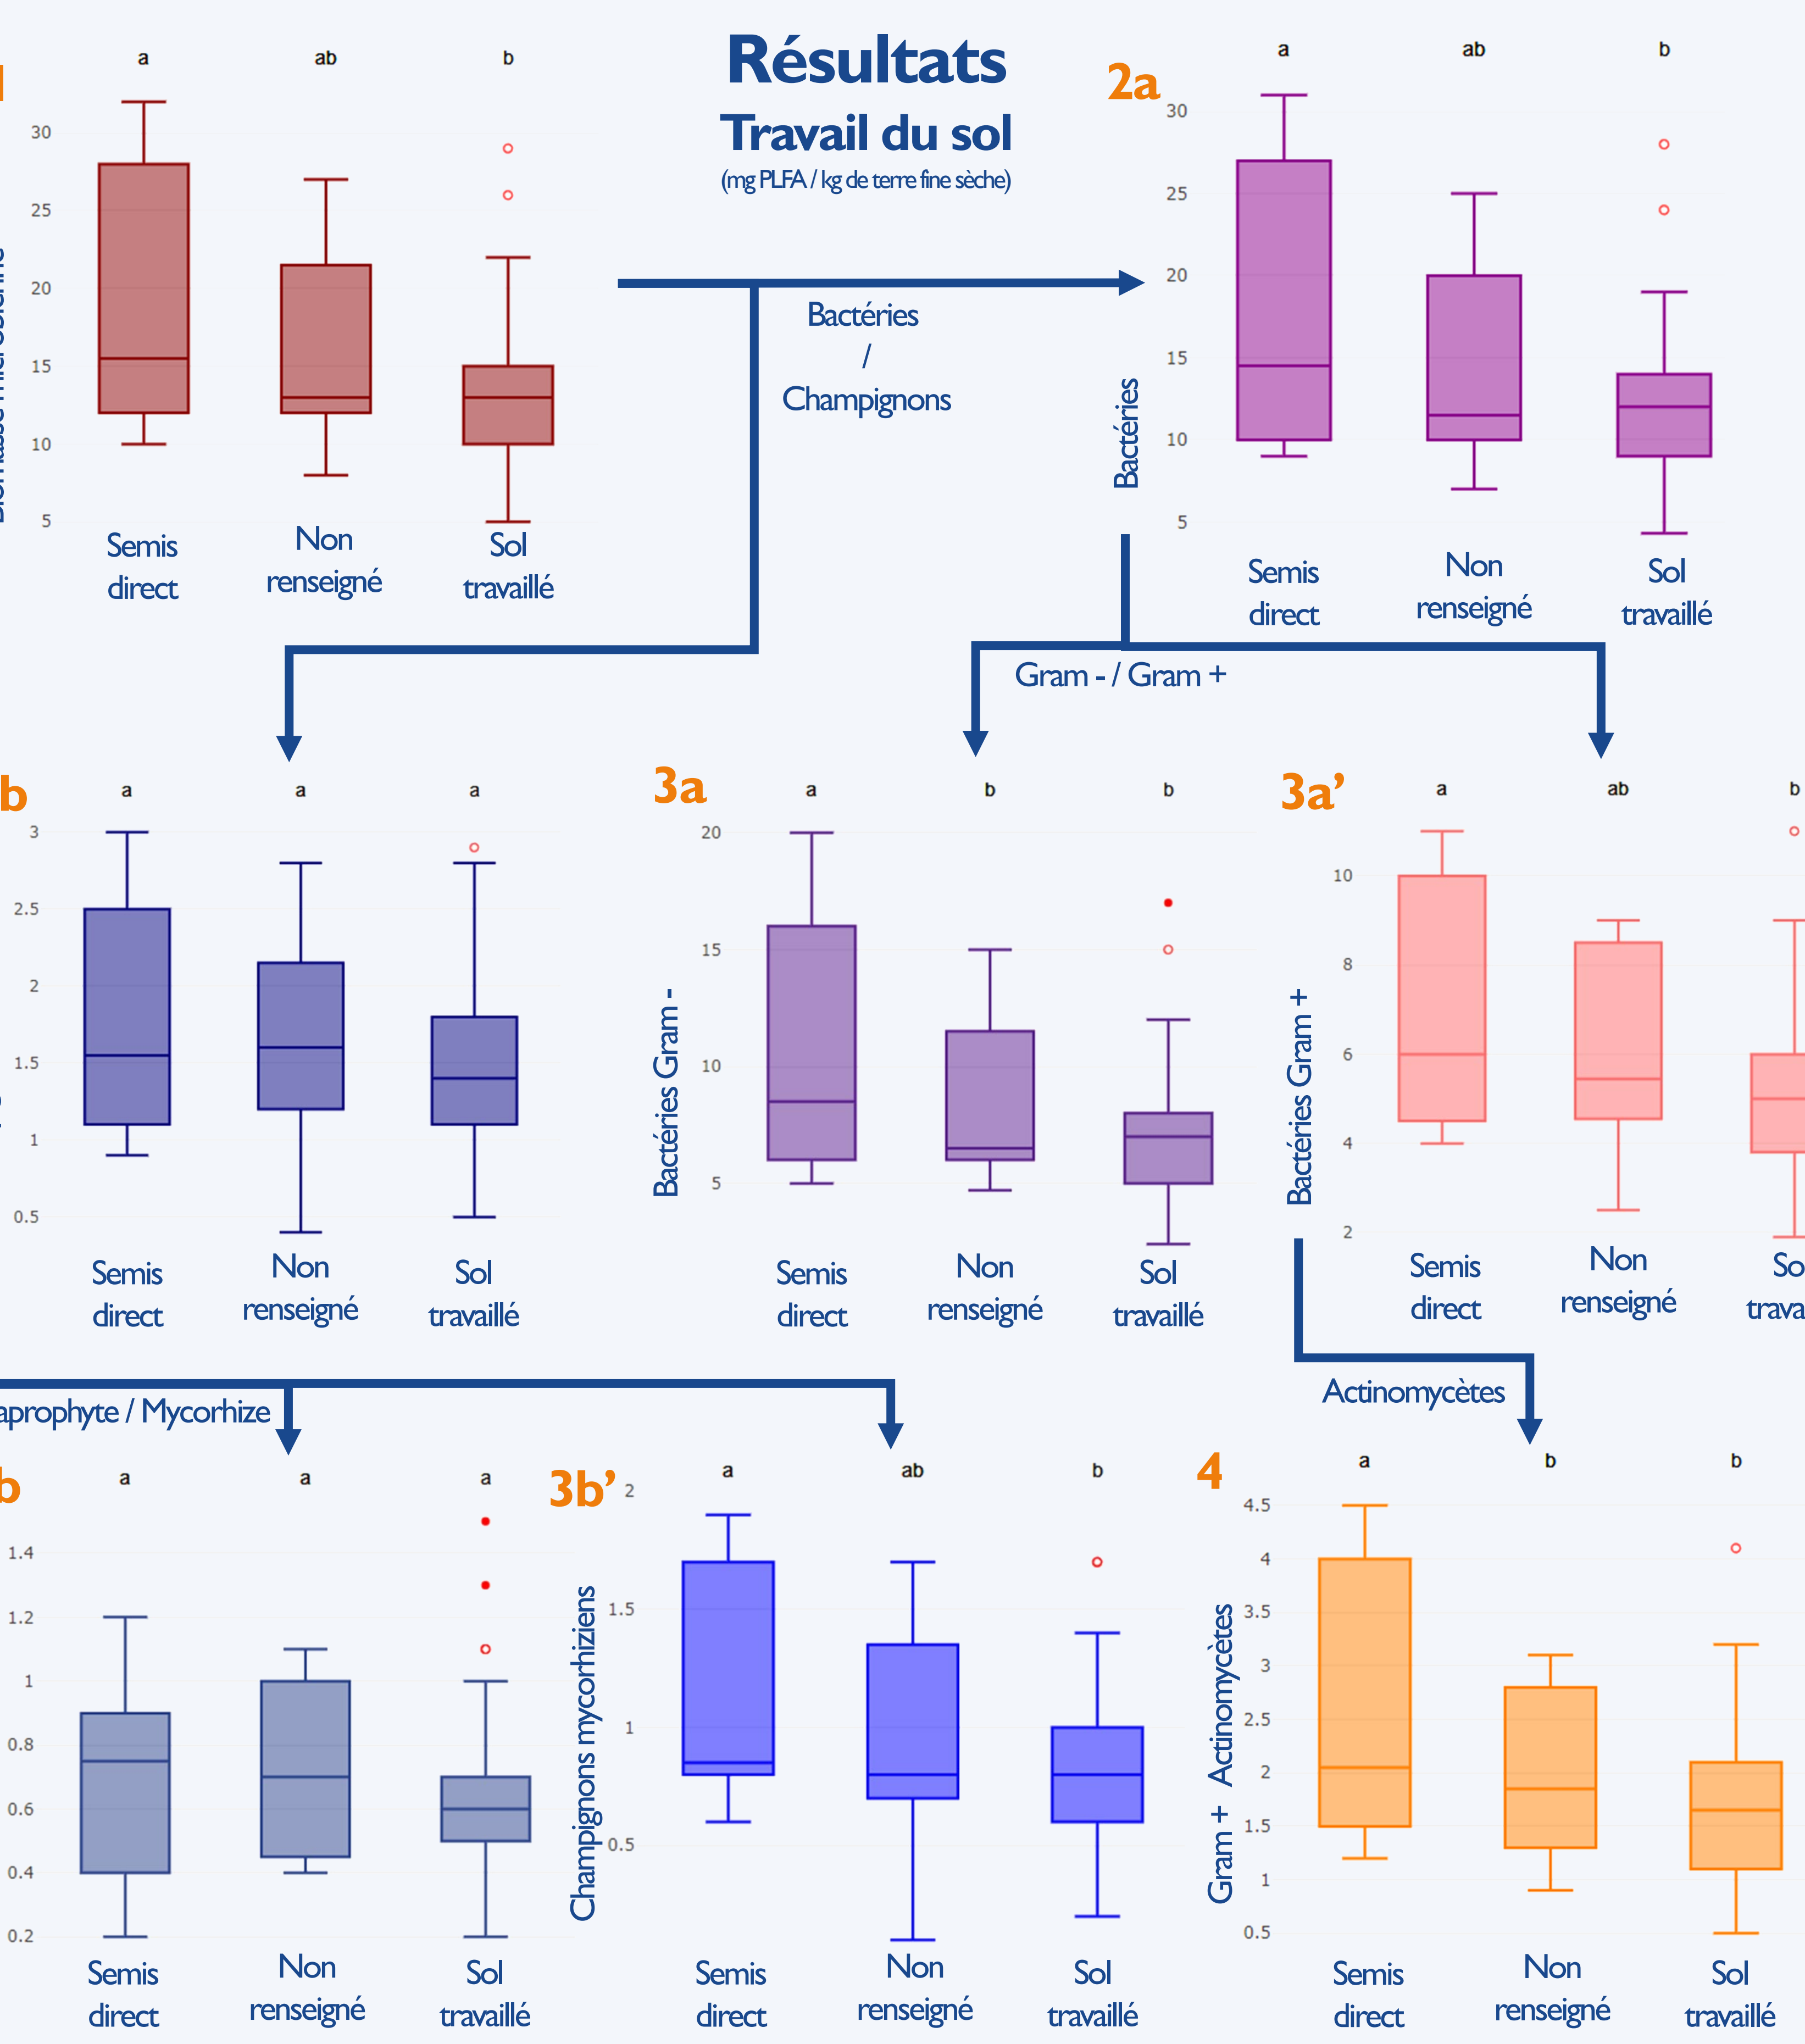 Résultats
Travail du sol
(mg PLFA / kg de terre fine sèche)
a
ab
b
30
25
20
15
10
5
Semis
direct
Non
renseigné
Sol
travaillé
Bactéries
/
Champignons
2a
a
ab
b
30
25
20
15
10
5
Bactéries
Semis
direct
Non
renseigné
Sol
travaillé
Gram - / Gram +
b
a
a
a
3
2.5
2
1.5
1
0.5
Semis
direct
Non
renseigné
Sol
travaillé
3a
a
b
b
20
15
10
5
Bactéries Gram -
Semis
direct
Non
renseigné
Sol
travaillé
3a’
a
ab
b
10
8
6
4
2
Bactéries Gram +
Semis
direct
Non
renseigné
So
trava
aprophyte / Mycorhize
Actinomycètes
b
a
a
a
1.4
1.2
1
0.8
0.6
0.4
0.2
Semis
direct
Non
renseigné
Sol
travaillé
3b’
a
ab
b
2
1.5
1
0.5
Champignons mycorhiziens
Semis
direct
Non
renseigné
Sol
travaillé
4
a
b
b
4.5
4
3.5
3
2.5
2
1.5
1
0.5
Gram + Actinomycètes
Semis
direct
Non
renseigné
Sol
travaillé